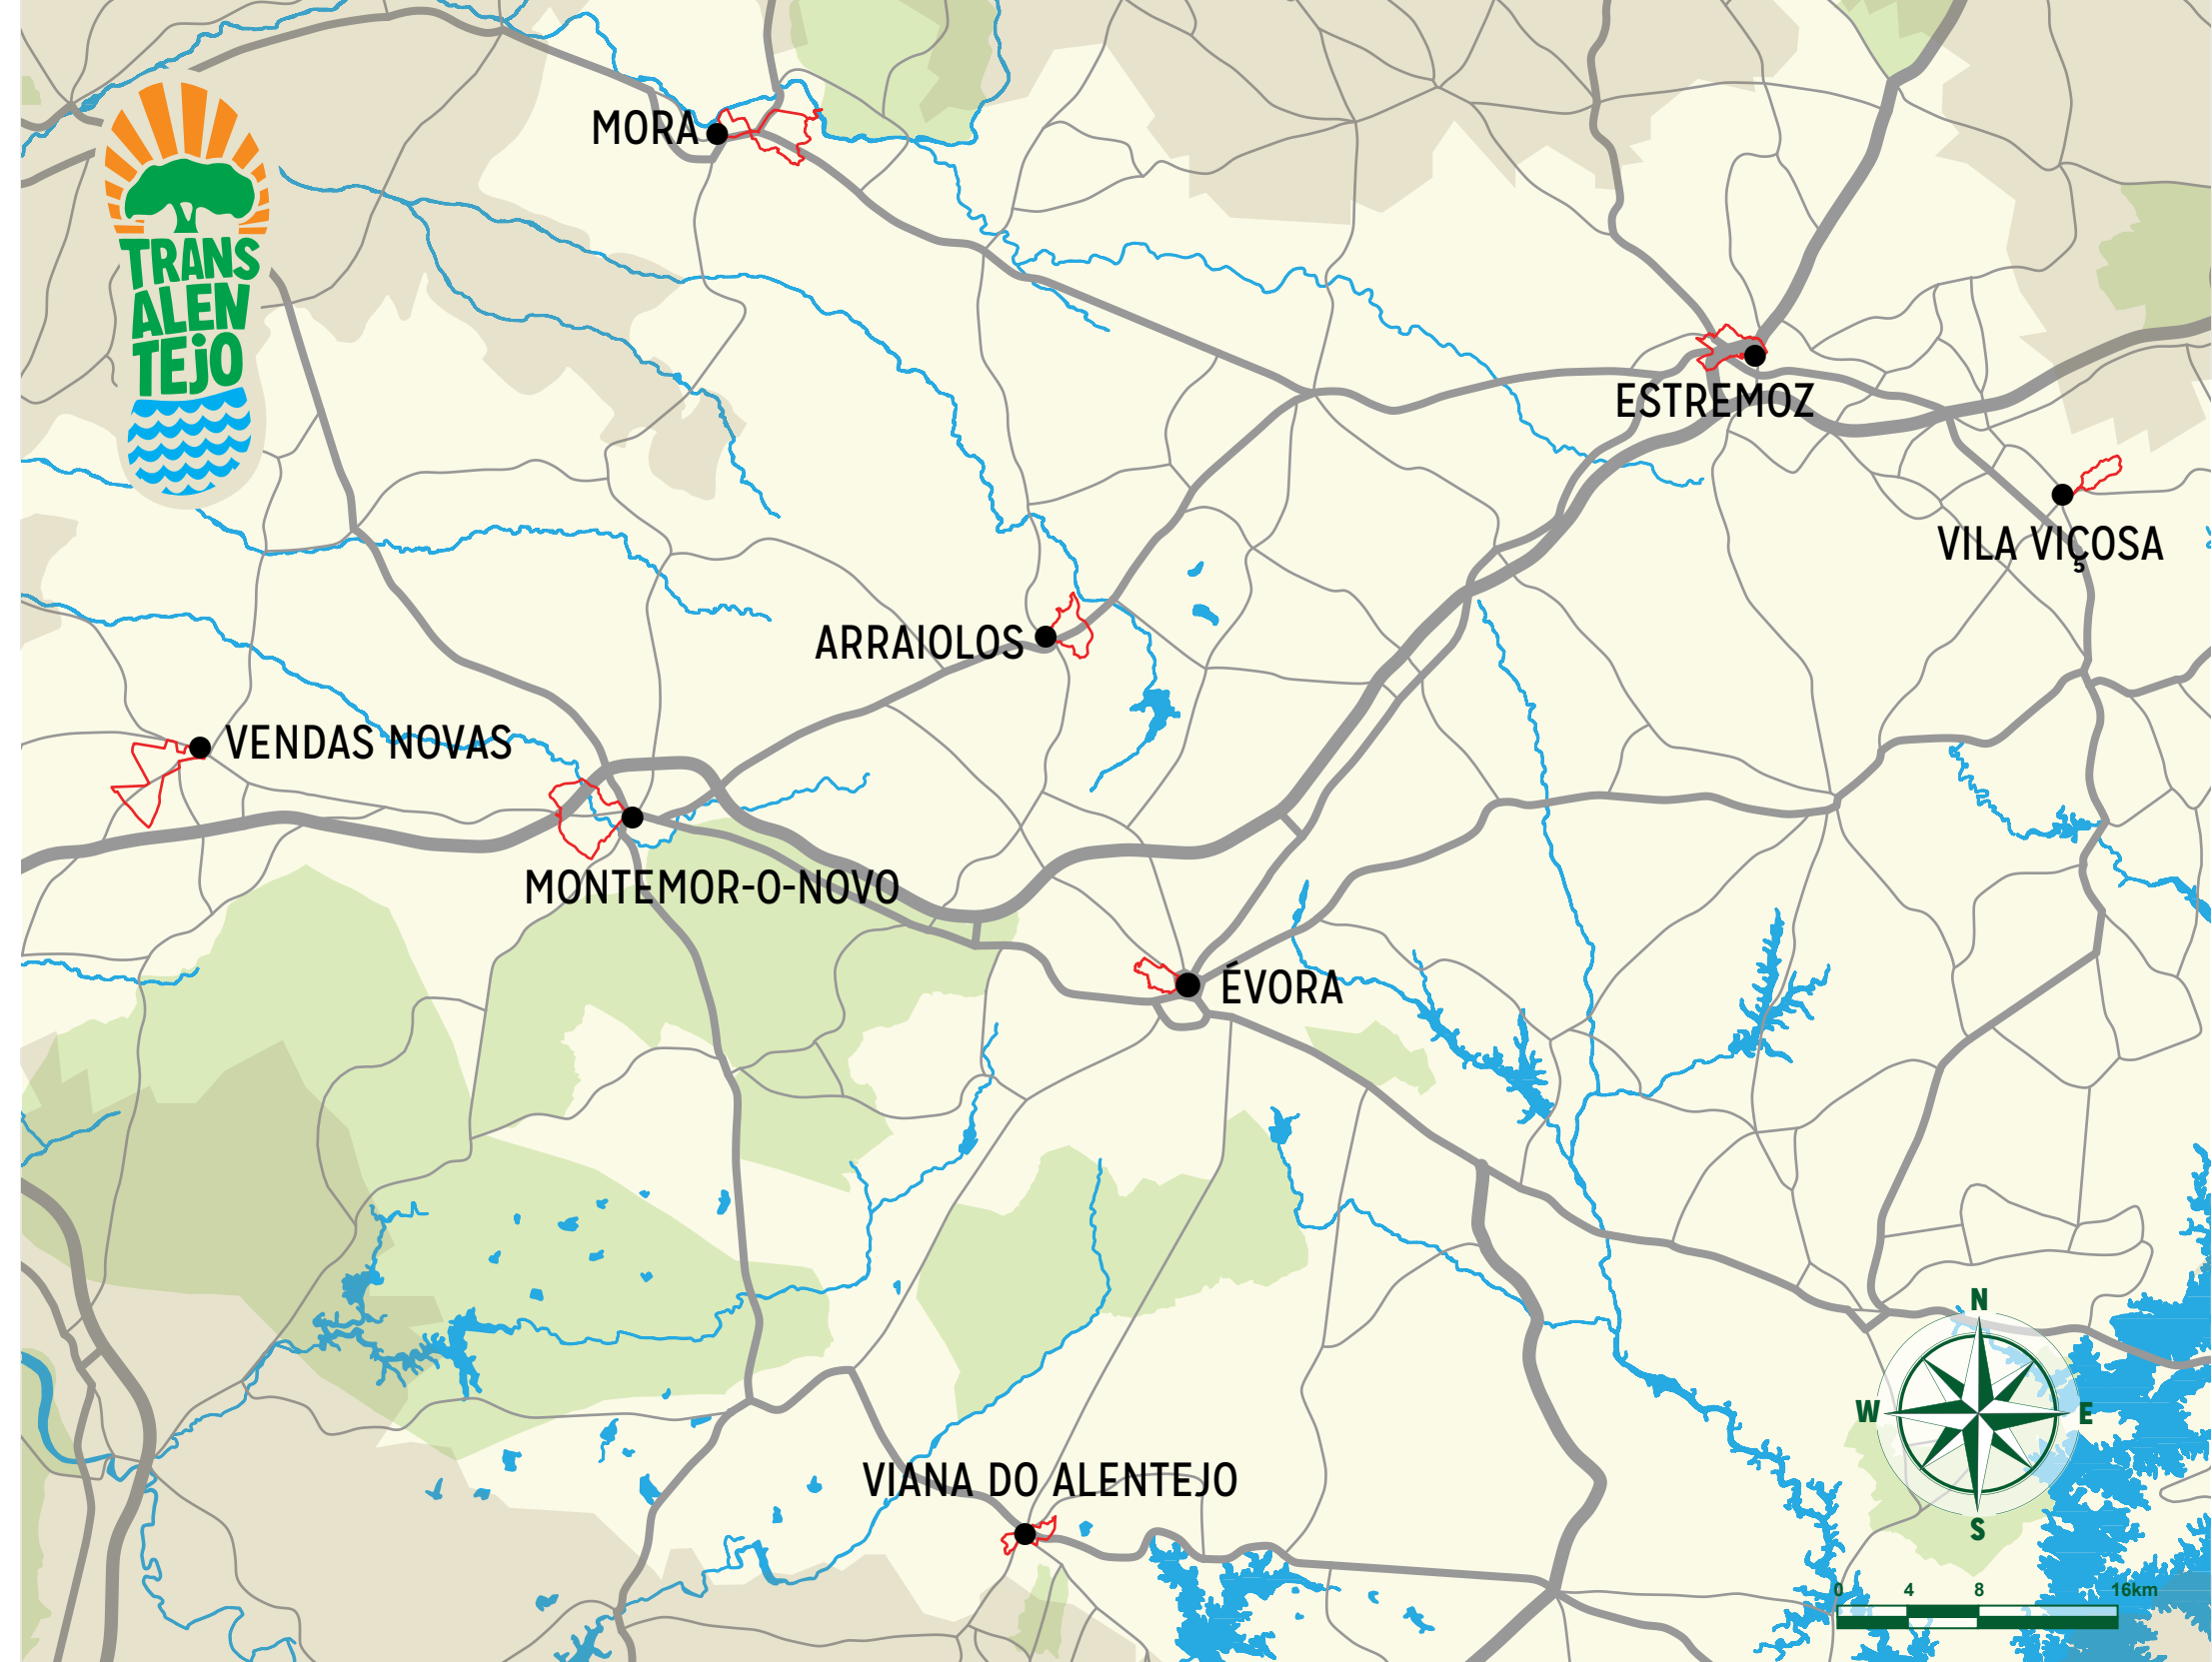 MORA
TRANS
ALEN
TEjO
ESTREMOZ
VILA VIÇOSA
ARRAIOLOS
VENDAS NOVAS
MONTEMOR-O-NOVO
ÉVORA
VIANA DO ALENTEJO
N
W
E
S
0 4 8 16km